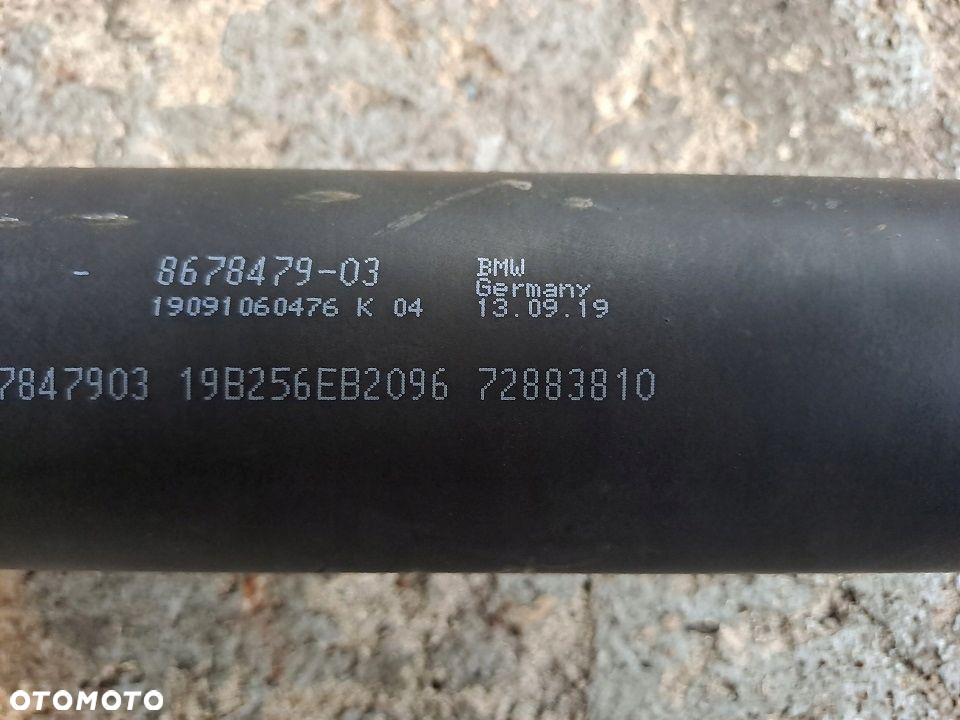 - 8678479-03
19091060476 K 04
BMW
Germany
13.09.19
7847903 19B256EB2096 72883810
OTOMOTO